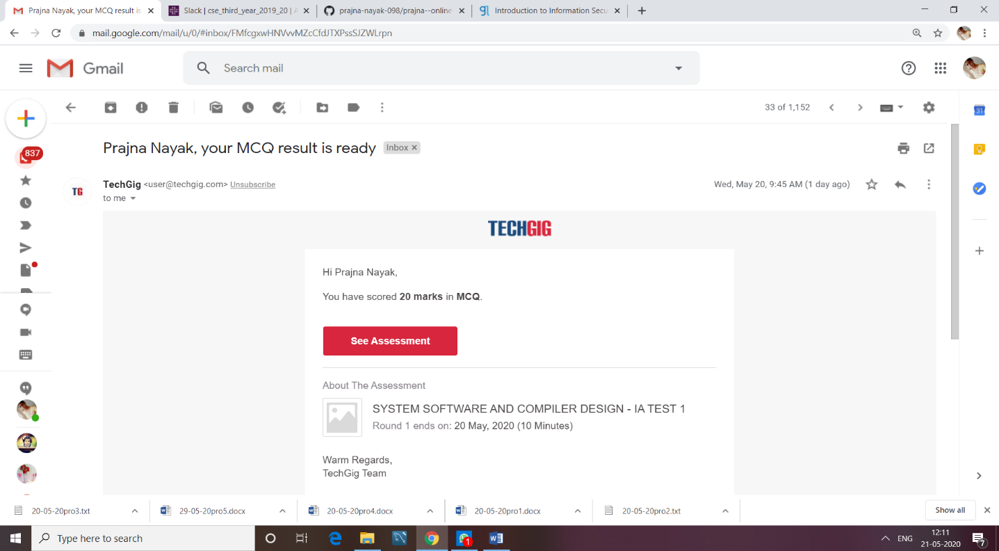 Prajna Nayak, your MCQ result is
Slack | cse_third_year_2019_20 | A
prajna-nayak-098/prajna--online
gl Introduction to Information Secu
mail.google.com/mail/u/0/#inbox/FMfcgxwHNVvvMZcCfdJTXPssSJZWLrpn
Gmail
Search mail
33 of 1,152
31
837
Prajna Nayak, your MCQ result is ready
Inbox ×
TG
TechGig <user@techgig.com> Unsubscribe
Wed, May 20, 9:45 AM (1 day ago)
to me
TECHGIG
Hi Prajna Nayak,
You have scored 20 marks in MCQ.
See Assessment
About The Assessment
SYSTEM SOFTWARE AND COMPILER DESIGN - IA TEST 1
Round 1 ends on: 20 May, 2020 (10 Minutes)
Warm Regards,
TechGig Team
20-05-20pro3.txt
29-05-20pro5.docx
20-05-20pro4.docx
20-05-20pro1.docx
20-05-20pro2.txt
Show all
Type here to search
1
ENG
12:11
21-05-2020
7